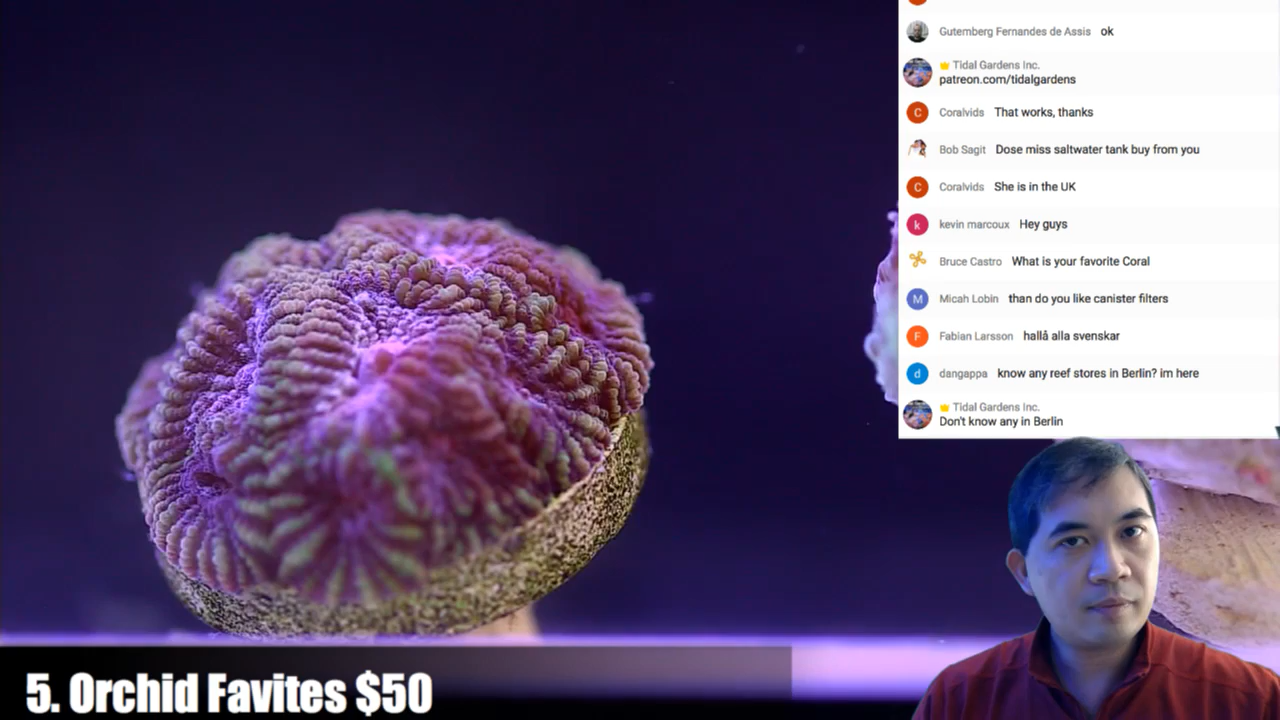 Gutemberg Fernandes de Assis ok
Tidal Gardens Inc.
patreon.com/tidalgardens
C Coralvids That works, thanks
Bob Sagit Dose miss saltwater tank buy from you
C Coralvids She is in the UK
k kevin marcoux Hey guys
Bruce Castro What is your favorite Coral
M Micah Lobin than do you like canister filters
F Fabian Larsson hallå alla svenskar
d dangappa know any reef stores in Berlin? im here
Tidal Gardens Inc.
Don't know any in Berlin
5. Orchid Favites $50